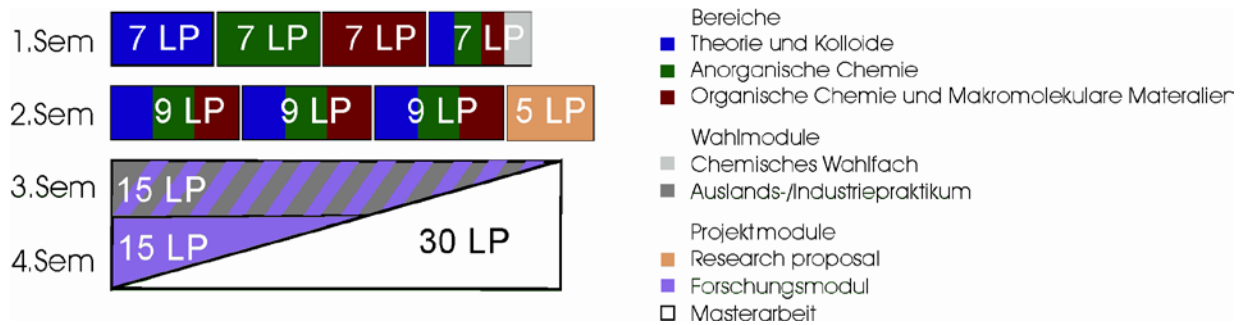 1.Sem
7 LP
7 LP
7 LP
7 LP
2.Sem
9 LP
9 LP
9 LP
5 LP
3.Sem
15 LP
4.Sem
15 LP
30 LP
Bereiche
Theorie und Kolloide
Anorganische Chemie
Organische Chemie und Makromolekulare Materialien
Wahlmodule
Chemisches Wahlfach
Auslands-/Industriepraktikum
Projektmodule
Research proposal
Forschungsmodul
Masterarbeit